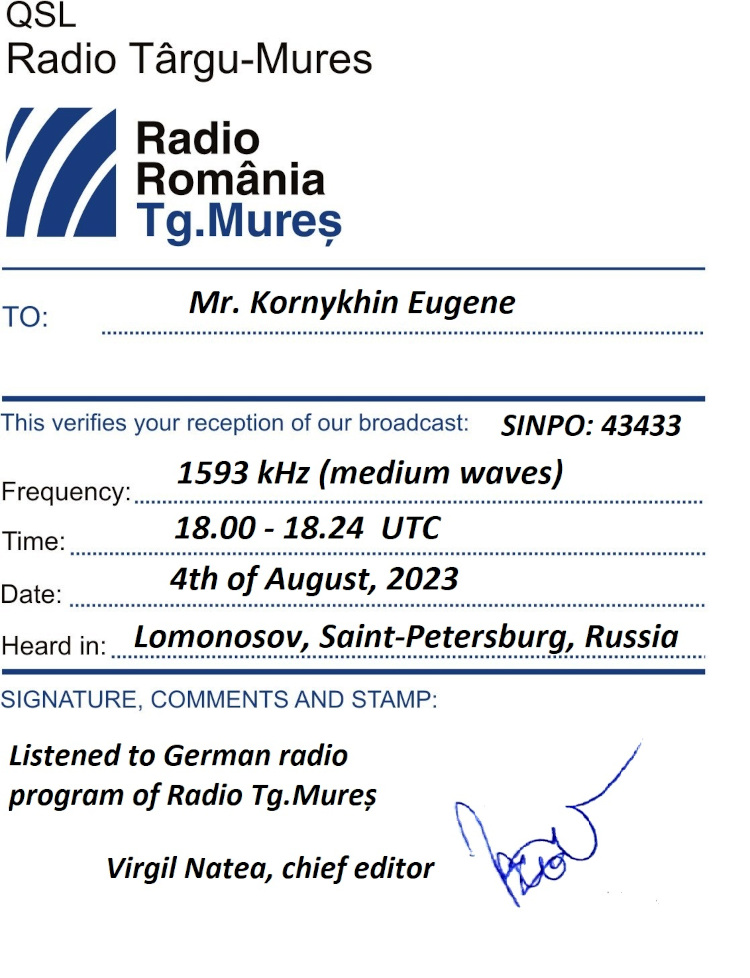 QSL
Radio Târgu-Mures
Radio
România
Tg.Mureș
TO: Mr. Kornykhin Eugene
This verifies your reception of our broadcast: SINPO: 43433
Frequency: 1593 kHz (medium waves)
Time: 18.00 - 18.24 UTC
Date: 4th of August, 2023
Heard in: Lomonosov, Saint-Petersburg, Russia
SIGNATURE, COMMENTS AND STAMP:
Listened to German radio
program of Radio Tg.Mureș
Virgil Natea, chief editor